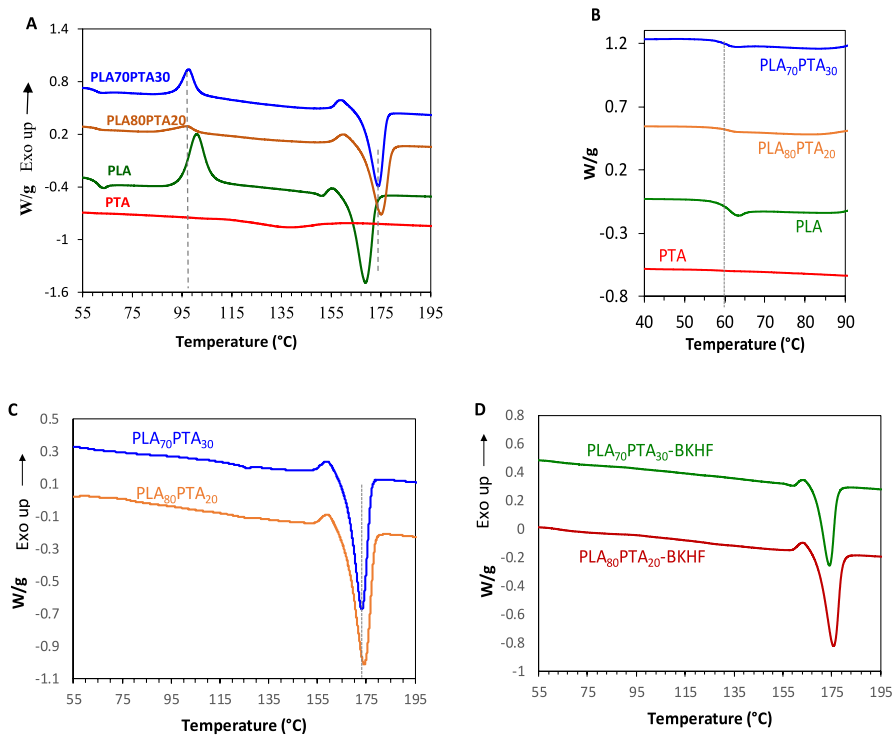 A
1.4
0.8
0.2
-0.4
-1
-1.6
W/g Exo up
PLA70PTA30
PLA80PTA20
PLA
PTA
55 75 95 115 135 155 175 195
Temperature (°C)
B
1.2
0.7
0.2
-0.3
-0.8
W/g
PLA₇₀PTA₃₀
PLA₈₀PTA₂₀
PLA
PTA
40 50 60 70 80 90
Temperature (°C)
C
0.5
0.3
0.1
-0.1
-0.3
-0.5
-0.7
-0.9
-1.1
W/g Exo up
PLA₇₀PTA₃₀
PLA₈₀PTA₂₀
55 75 95 115 135 155 175 195
Temperature (°C)
D
0.8
0.6
0.4
0.2
0
-0.2
-0.4
-0.6
-0.8
-1
W/g Exo up
PLA₇₀PTA₃₀-BKHF
PLA₈₀PTA₂₀-BKHF
55 75 95 115 135 155 175 195
Temperature (°C)